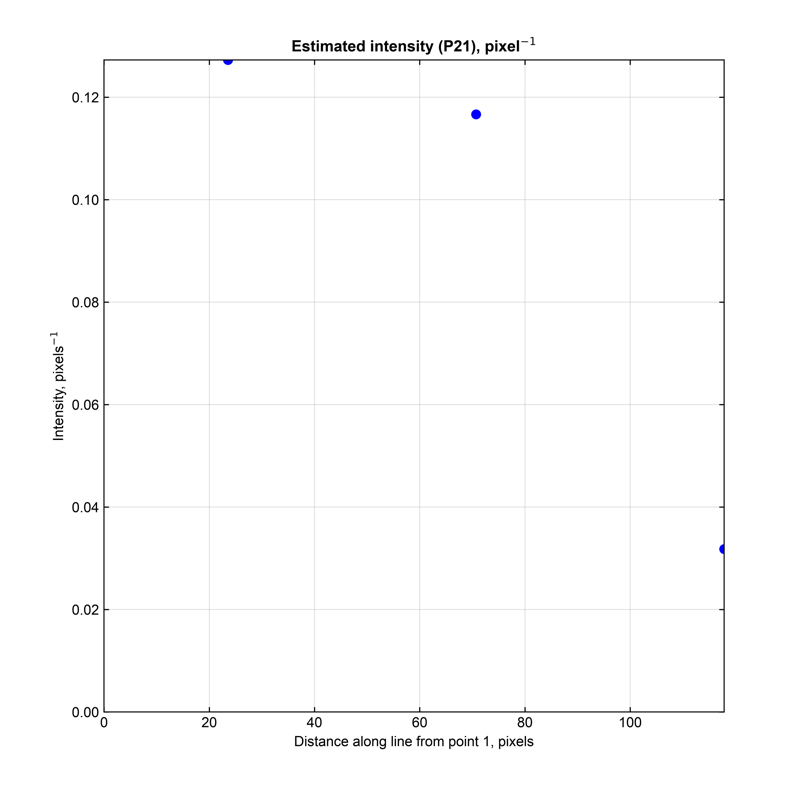 Estimated intensity (P21), pixel⁻¹
0.12
0.10
0.08
0.06
0.04
0.02
0.00
Intensity, pixels⁻¹
0 20 40 60 80 100
Distance along line from point 1, pixels